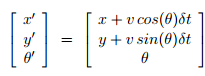 x′ = x + v cos(θ)δt
y′ = y + v sin(θ)δt
θ′ = θ